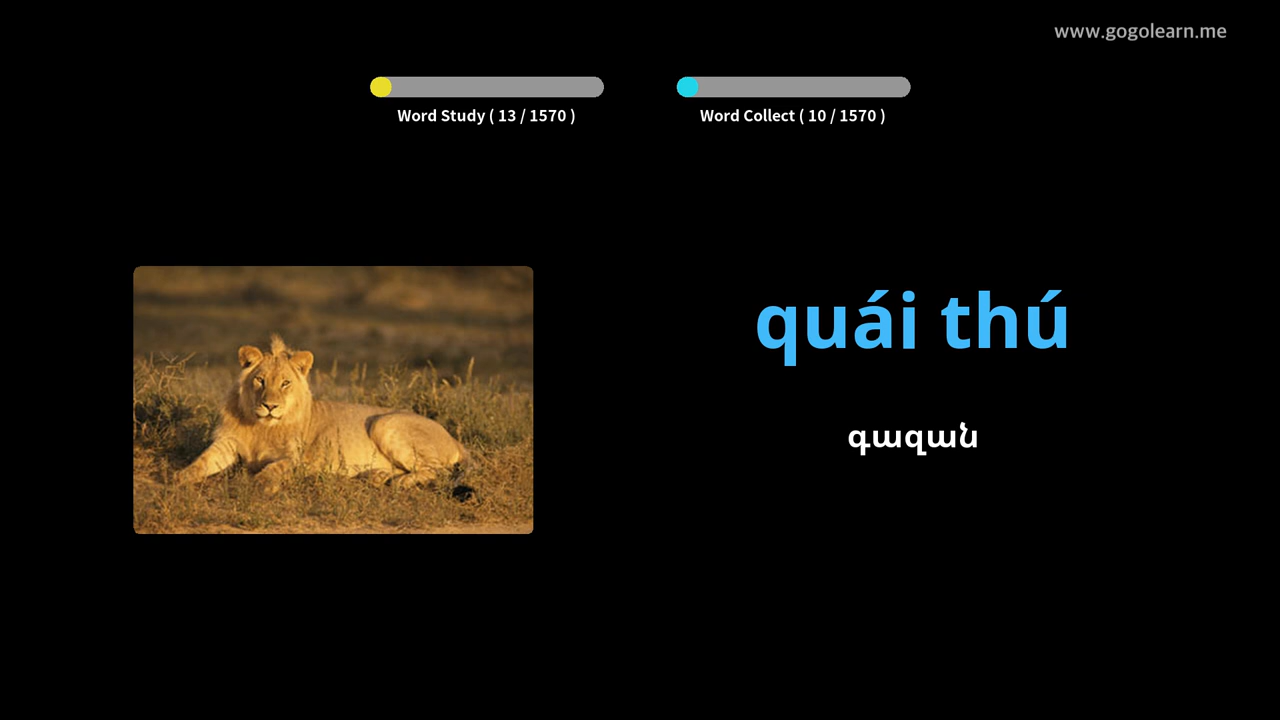 www.gogolearn.me
Word Study ( 13 / 1570 )
Word Collect ( 10 / 1570 )
quái thú
գազան